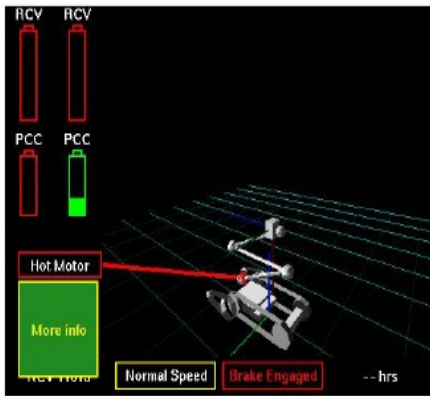 RCV RCV
PCC PCC
Hot Motor
More info
Normal Speed
Brake Engaged
-- hrs